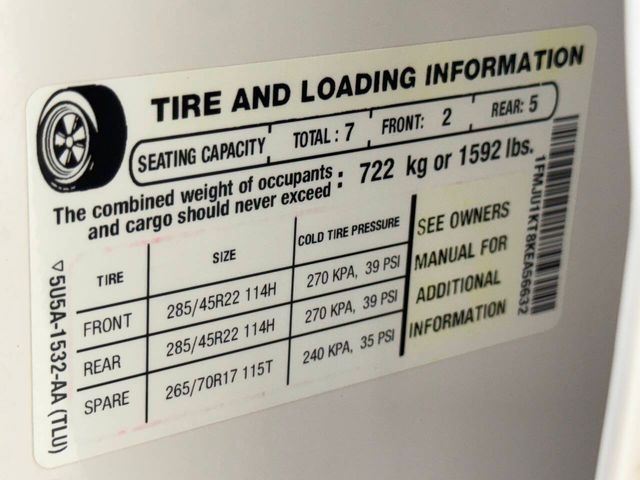 TIRE AND LOADING INFORMATION
SEATING CAPACITY TOTAL: 7 FRONT: 2 REAR: 5
The combined weight of occupants and cargo should never exceed : 722 kg or 1592 lbs.
TIRE SIZE COLD TIRE PRESSURE
FRONT 285/45R22 114H 270 KPA, 39 PSI
REAR 285/45R22 114H 270 KPA, 39 PSI
SPARE 265/70R17 115T 240 KPA, 35 PSI
SEE OWNERS
MANUAL FOR
ADDITIONAL
INFORMATION
1FMJU1KT8KEA56632
▽5U5A-1532-AA (TLU)